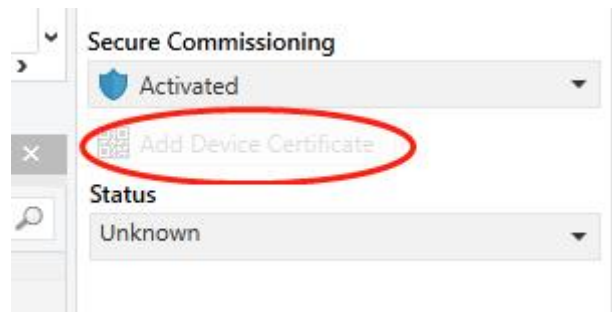 Secure Commissioning
Activated
Add Device Certificate
Status
Unknown